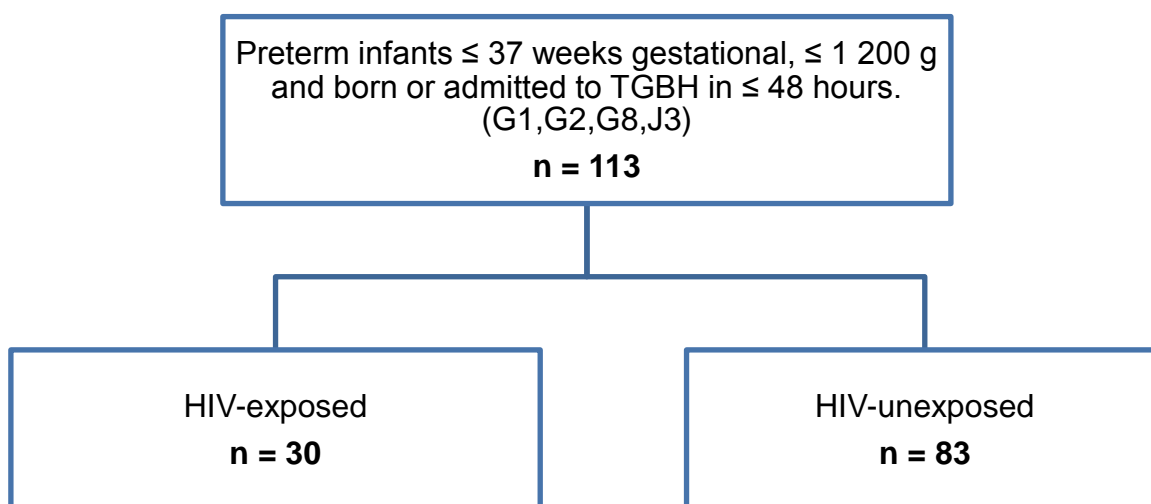 Preterm infants ≤ 37 weeks gestational, ≤ 1 200 g
and born or admitted to TGBH in ≤ 48 hours.
(G1,G2,G8,J3)
n = 113
HIV-exposed
n = 30
HIV-unexposed
n = 83